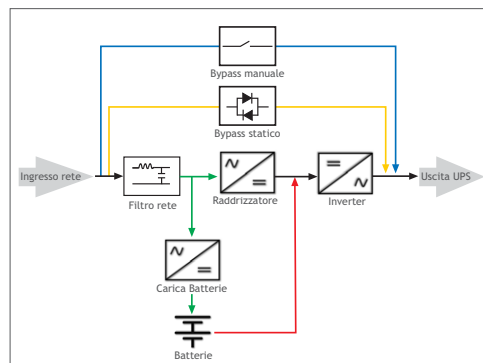 Bypass manuale
Bypass statico
Ingresso rete
Filtro rete
Raddrizzatore
Inverter
Uscita UPS
Carica Batterie
Batterie